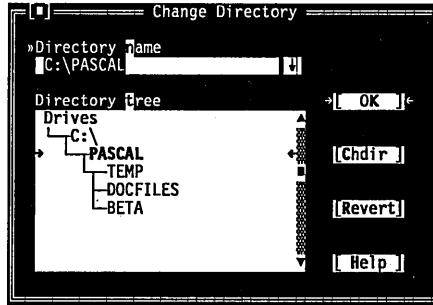 Change Directory
»Directory name
C:\PASCAL
Directory tree
OK
Drives
C:\
PASCAL
[Chdir ]
TEMP
DOCFILES
BETA
[Revert]
[ Help ]